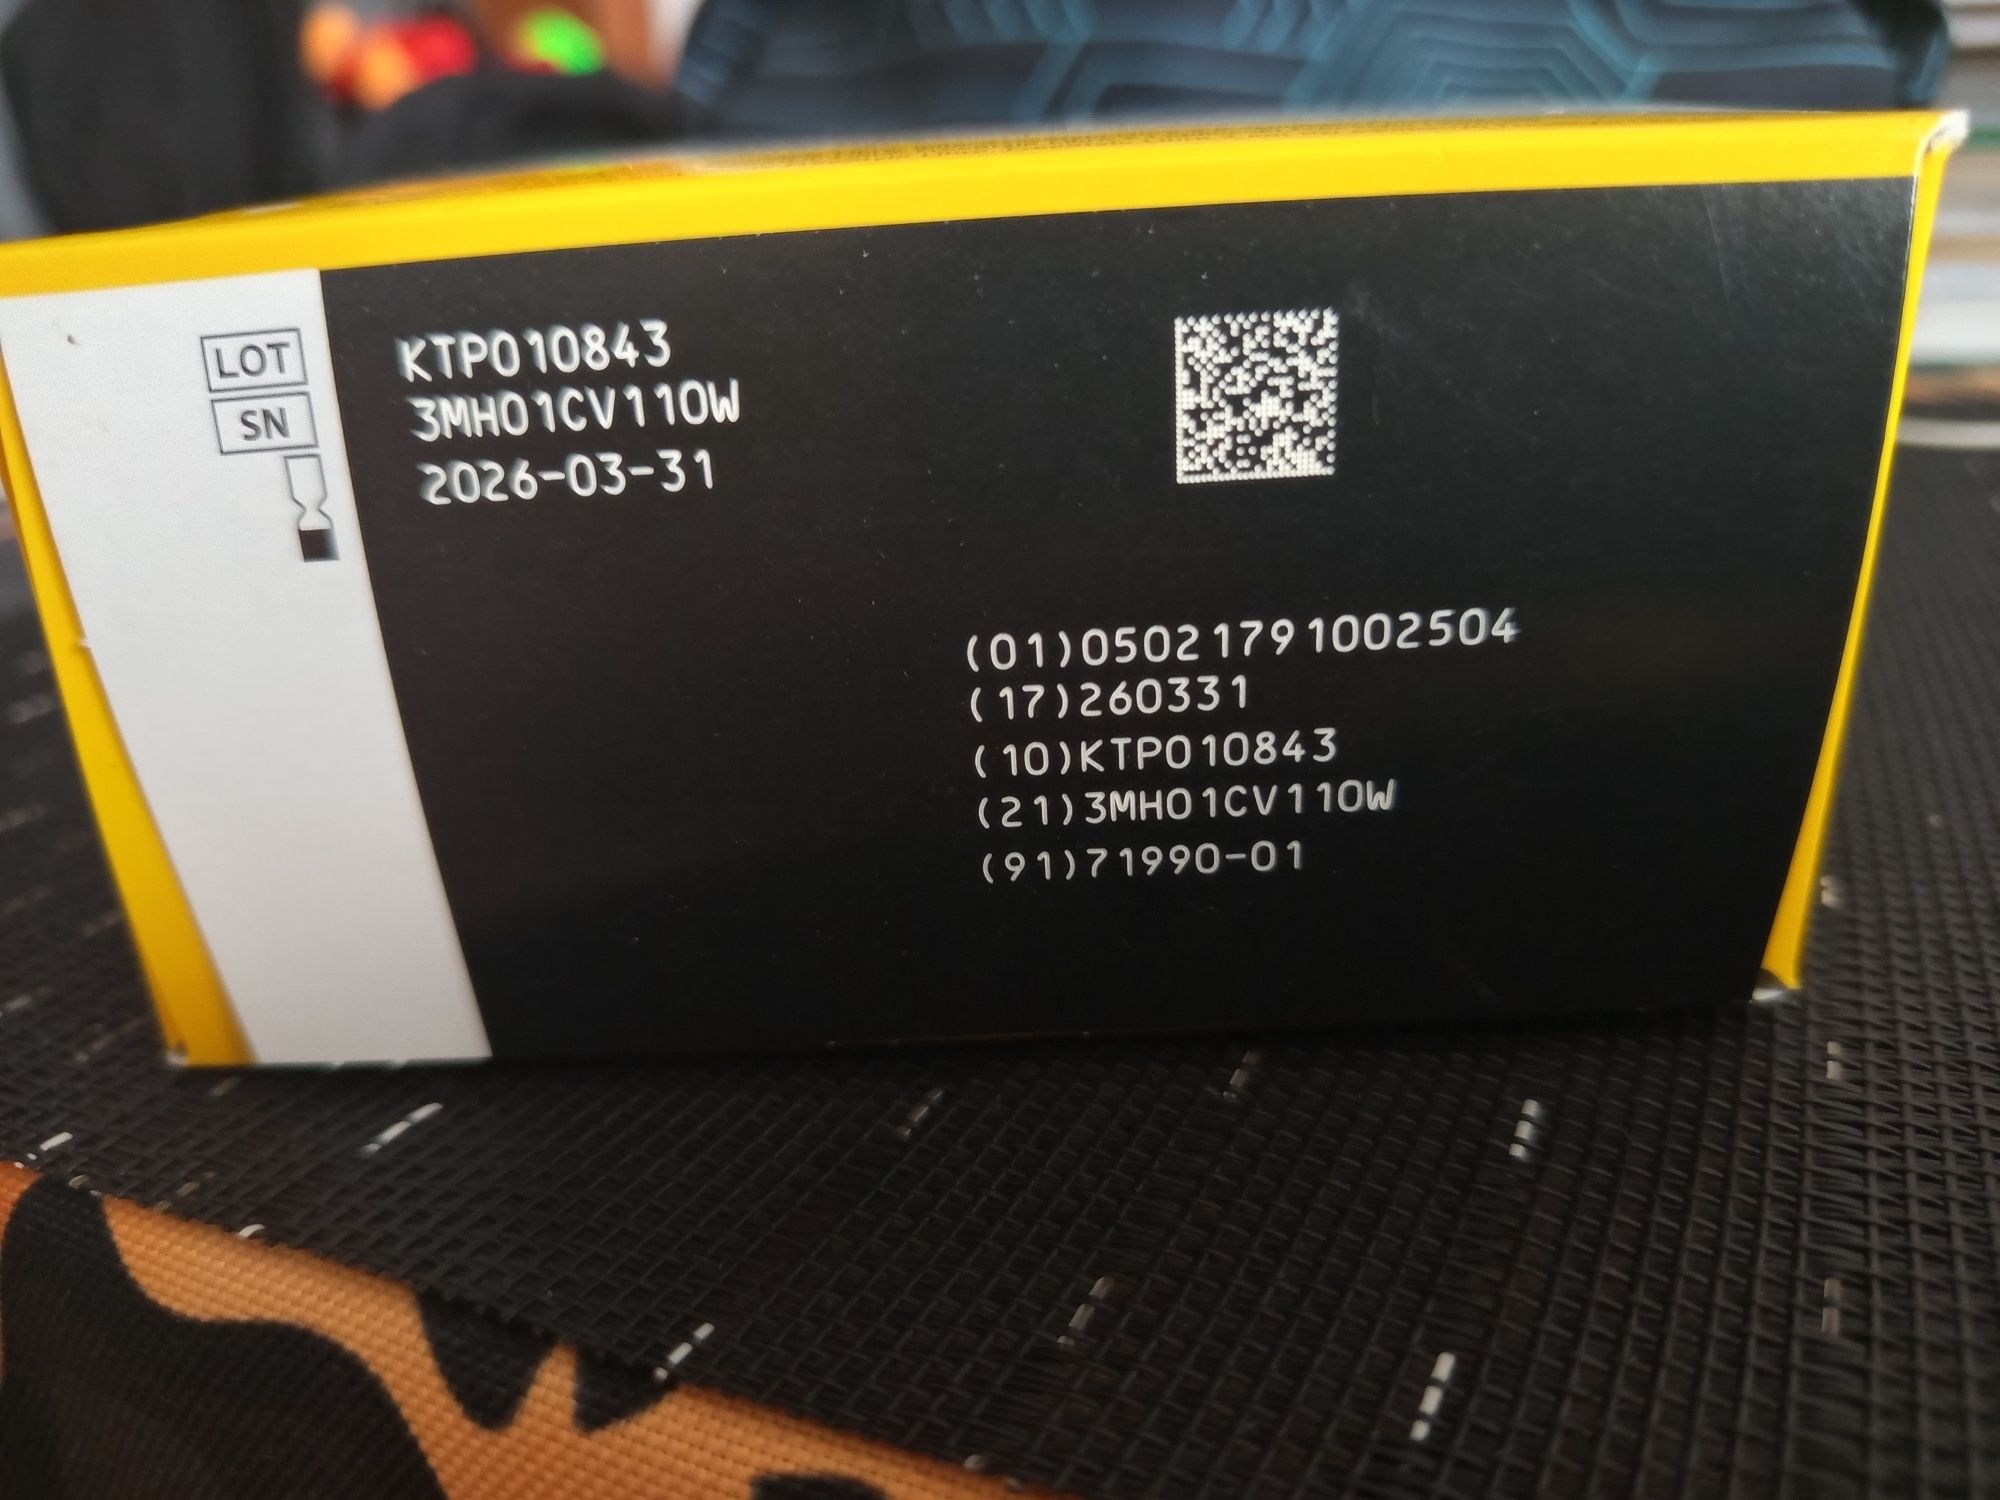 LOT
SN
KTP010843
3MH01CV110W
2026-03-31
(01)05021791002504
(17)260331
(10)KTP010843
(21)3MH01CV110W
(91)71990-01